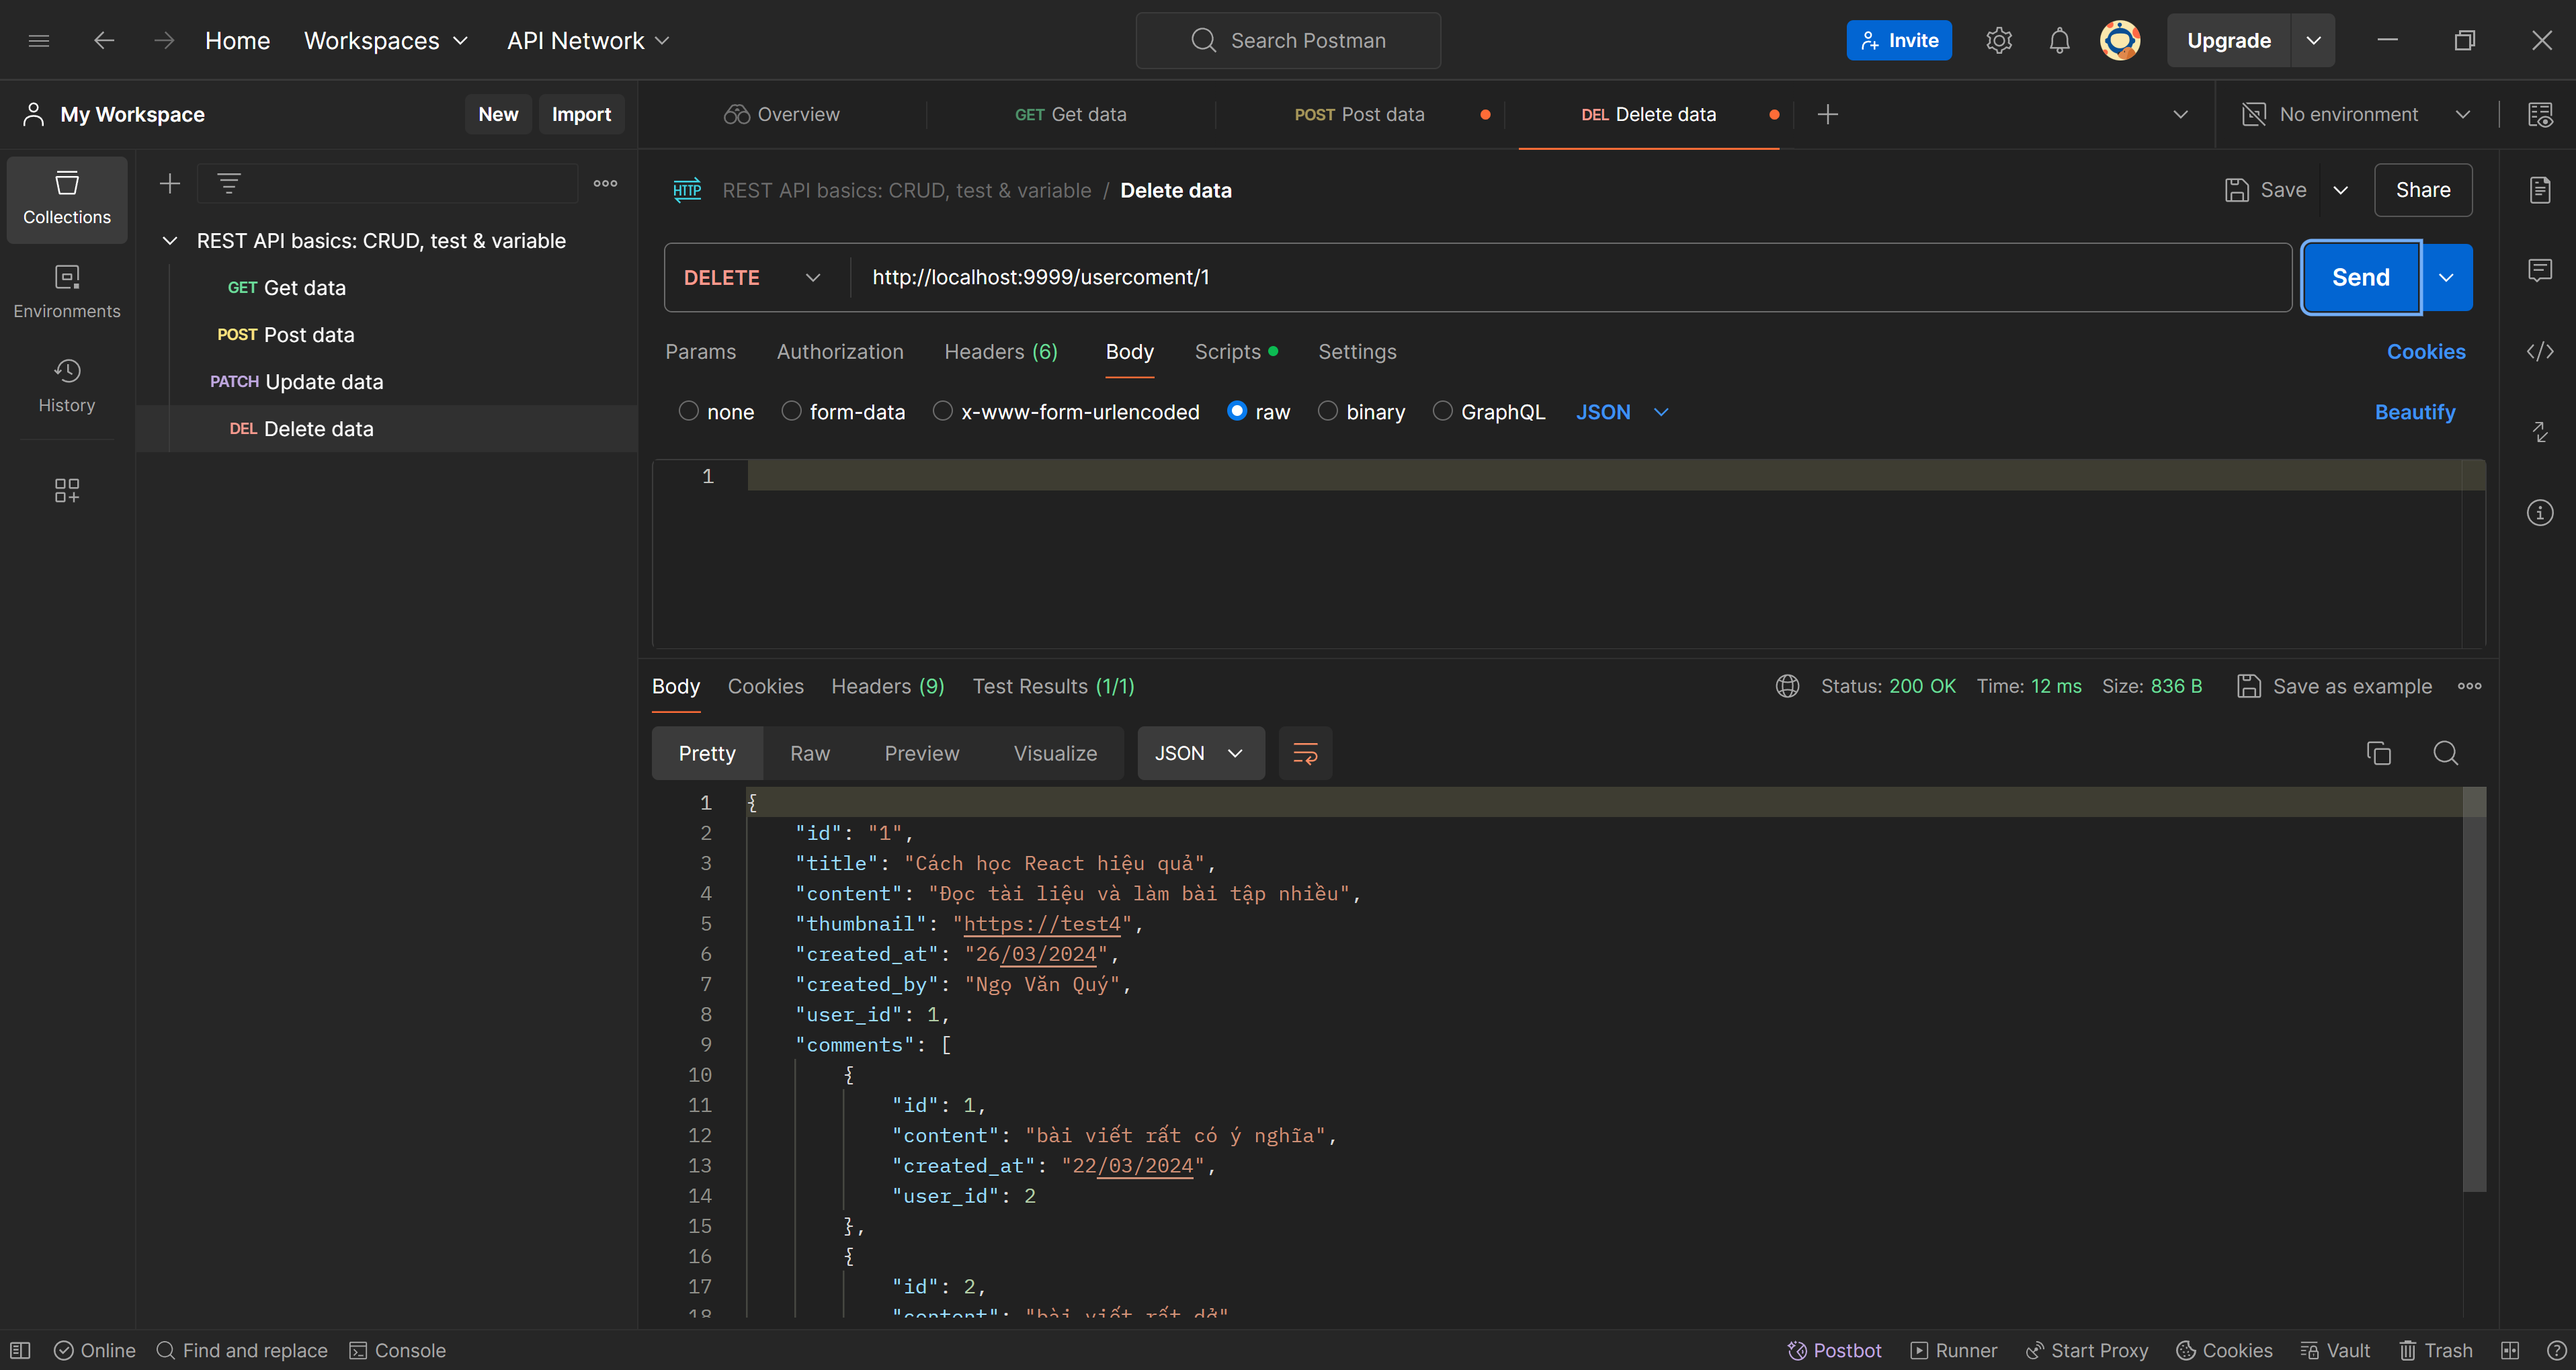 Home Workspaces API Network Search Postman Invite Upgrade
My Workspace New Import Overview GET Get data POST Post data DEL Delete data No environment
Collections
Environments
History
REST API basics: CRUD, test & variable
GET Get data
POST Post data
PATCH Update data
DEL Delete data
HTTP REST API basics: CRUD, test & variable / Delete data Save Share
DELETE http://localhost:9999/usercoment/1 Send
Params Authorization Headers (6) Body Scripts Settings Cookies
none form-data x-www-form-urlencoded raw binary GraphQL JSON Beautify
1
Body Cookies Headers (9) Test Results (1/1) Status: 200 OK Time: 12 ms Size: 836 B Save as example
Pretty Raw Preview Visualize JSON
1 {
2 "id": "1",
3 "title": "Cách học React hiệu quả",
4 "content": "Đọc tài liệu và làm bài tập nhiều",
5 "thumbnail": "https://test4",
6 "created_at": "26/03/2024",
7 "created_by": "Ngọ Văn Quý",
8 "user_id": 1,
9 "comments": [
10 {
11 "id": 1,
12 "content": "bài viết rất có ý nghĩa",
13 "created_at": "22/03/2024",
14 "user_id": 2
15 },
16 {
17 "id": 2,
18 "content": "bài viết rất dở"
Online Find and replace Console Postbot Runner Start Proxy Cookies Vault Trash